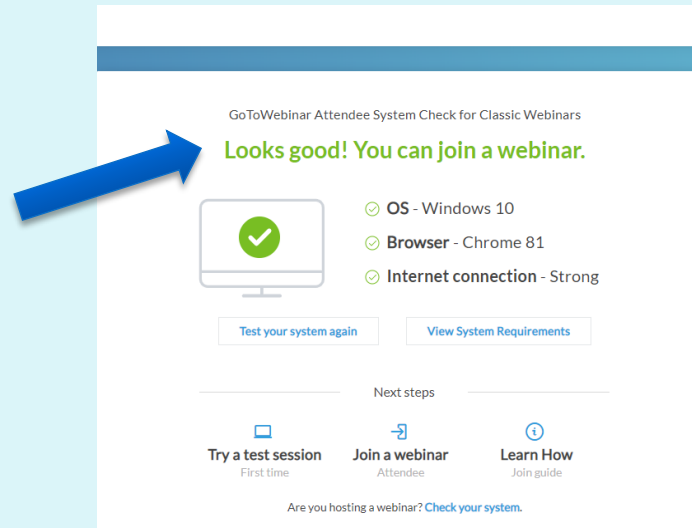 GoToWebinar Attendee System Check for Classic Webinars
Looks good! You can join a webinar.
OS - Windows 10
Browser - Chrome 81
Internet connection - Strong
Test your system again
View System Requirements
Next steps
Try a test session
First time
Join a webinar
Attendee
Learn How
Join guide
Are you hosting a webinar? Check your system.